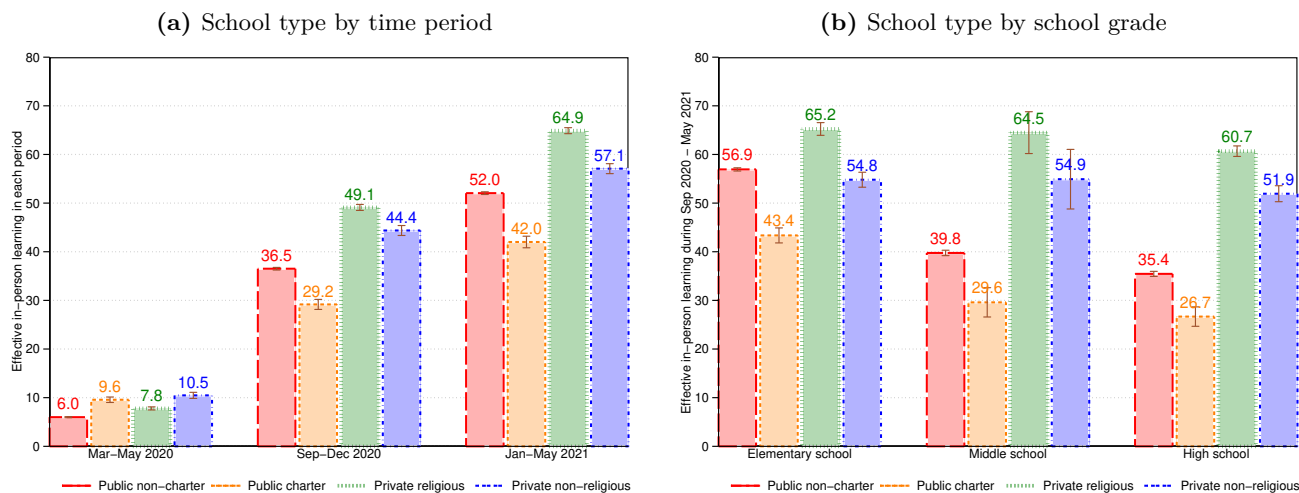 (a) School type by time period
Effective in-person learning in each period
80
70
60
50
40
30
20
10
0
6.0 9.6 7.8 10.5
36.5 29.2 49.1 44.4
52.0 42.0 64.9 57.1
Mar–May 2020 Sep–Dec 2020 Jan–May 2021
Public non-charter Public charter Private religious Private non-religious
(b) School type by school grade
Effective in-person learning during Sep 2020 – May 2021
80
70
60
50
40
30
20
10
0
56.9 43.4 65.2 54.8
39.8 29.6 64.5 54.9
35.4 26.7 60.7 51.9
Elementary school Middle school High school
Public non-charter Public charter Private religious Private non-religious